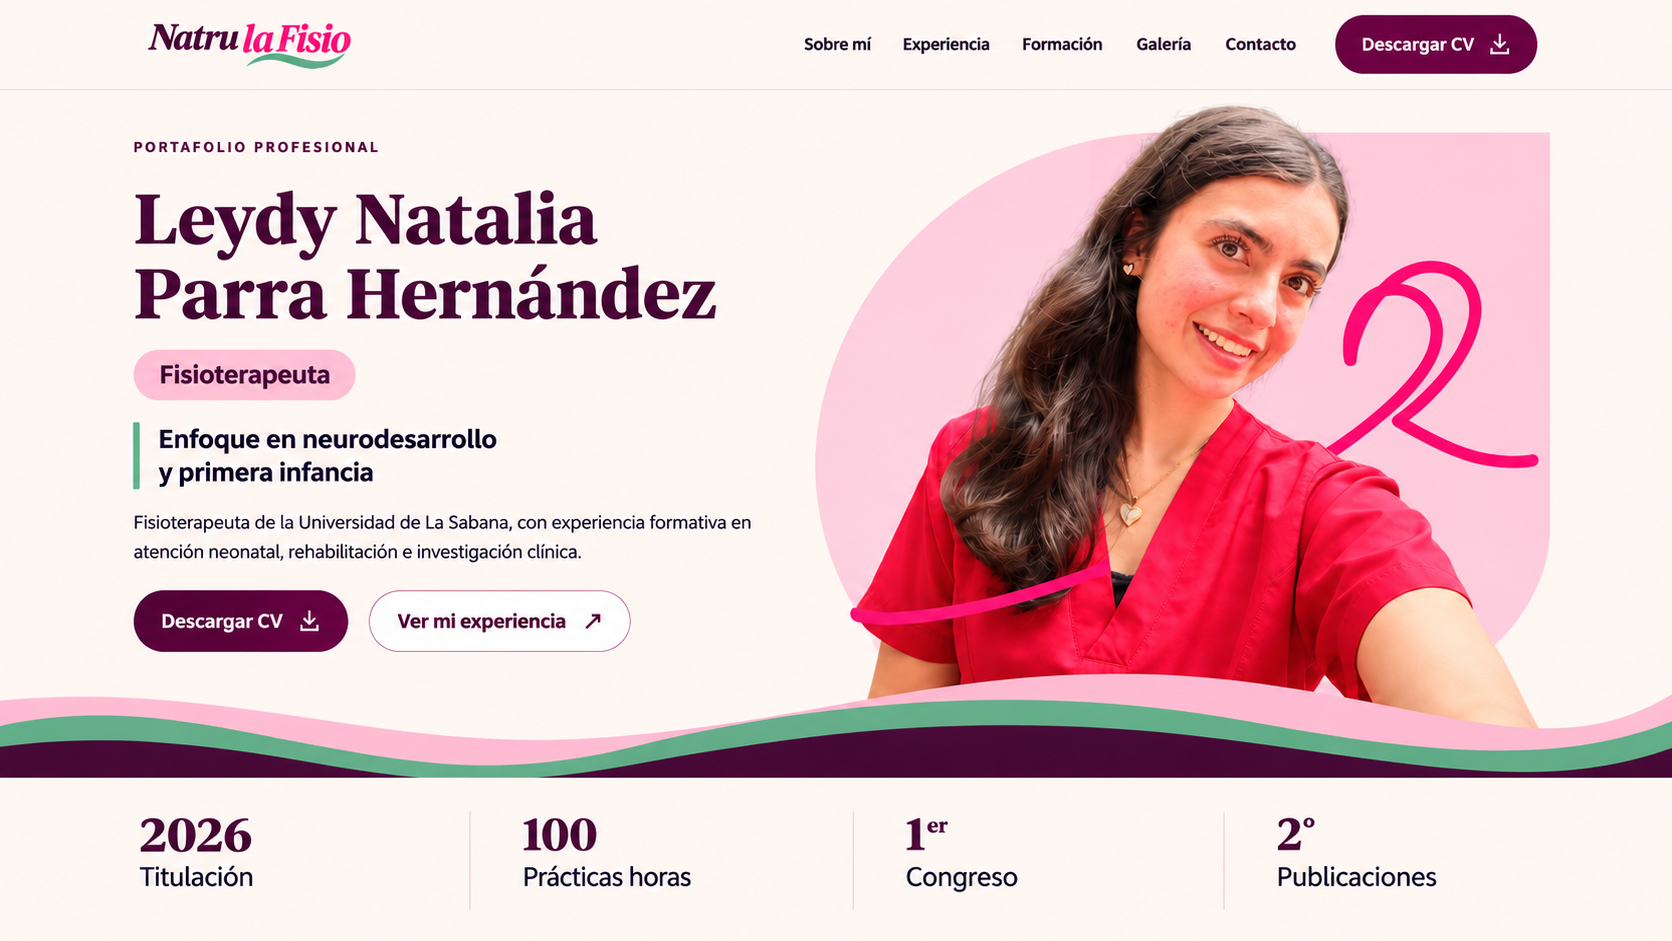 Natru la Fisio
Sobre mí
Experiencia
Formación
Galería
Contacto
Descargar CV
PORTAFOLIO PROFESIONAL
Leydy Natalia
Parra Hernández
Fisioterapeuta
Enfoque en neurodesarrollo
y primera infancia
Fisioterapeuta de la Universidad de La Sabana, con experiencia formativa en
atención neonatal, rehabilitación e investigación clínica.
Descargar CV
Ver mi experiencia
2026
Titulación
100
Prácticas horas
1er
Congreso
2°
Publicaciones